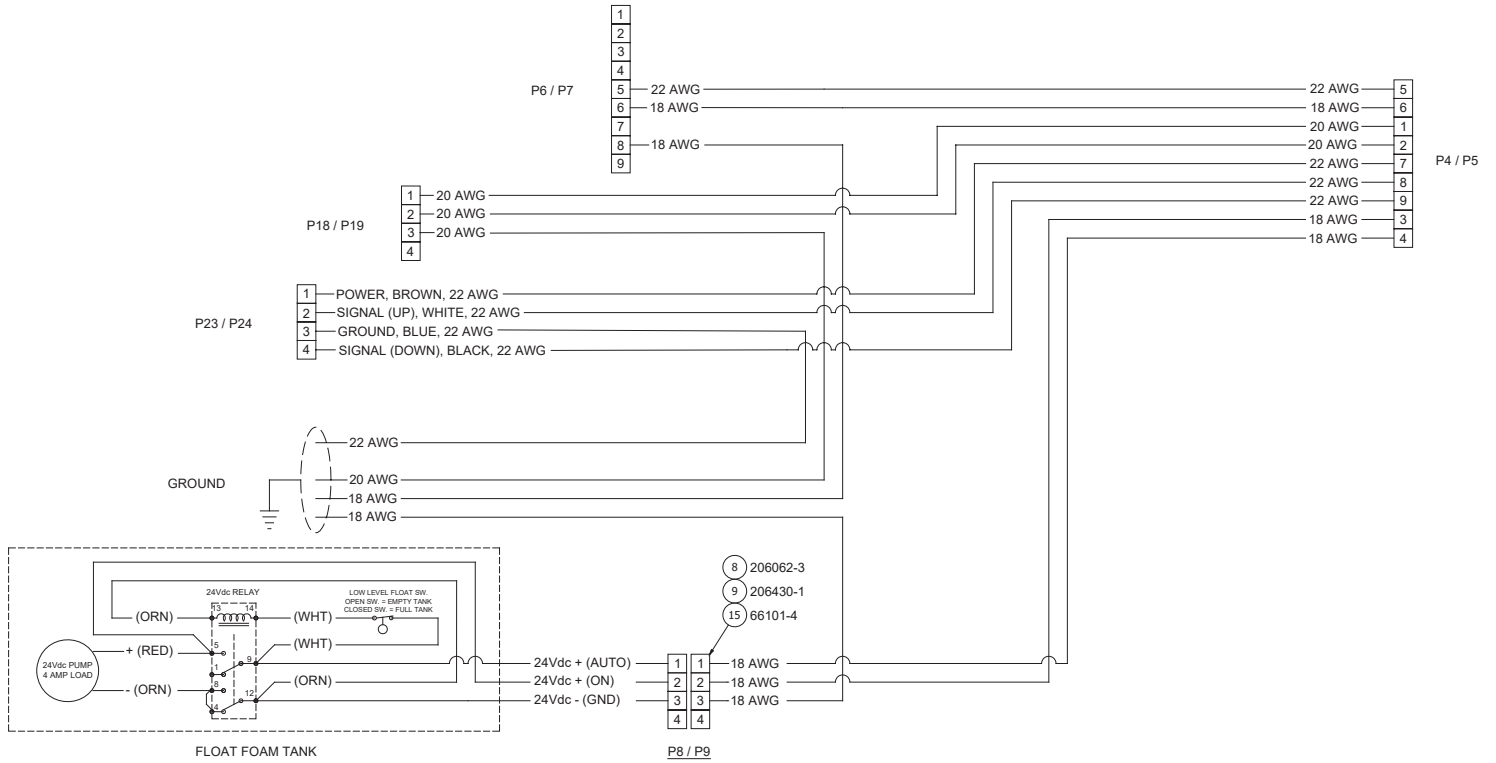 1
2
3
4
5
6
7
8
9
P6 / P7
22 AWG
18 AWG
18 AWG
22 AWG
18 AWG
20 AWG
20 AWG
22 AWG
22 AWG
22 AWG
18 AWG
18 AWG
5
6
1
2
7
8
9
3
4
P4 / P5
P18 / P19
1
2
3
4
20 AWG
20 AWG
20 AWG
P23 / P24
1
2
3
4
POWER, BROWN, 22 AWG
SIGNAL (UP), WHITE, 22 AWG
GROUND, BLUE, 22 AWG
SIGNAL (DOWN), BLACK, 22 AWG
GROUND
22 AWG
20 AWG
18 AWG
18 AWG
24Vdc RELAY
13
14
(ORN)
(WHT)
LOW LEVEL FLOAT SW.
OPEN SW. = EMPTY TANK
CLOSED SW. = FULL TANK
(WHT)
+ (RED)
5
9
1
24Vdc PUMP
4 AMP LOAD
8
- (ORN)
12
4
(ORN)
24Vdc + (AUTO)
24Vdc + (ON)
24Vdc - (GND)
8 206062-3
9 206430-1
15 66101-4
1
2
3
4
1
2
3
4
18 AWG
18 AWG
18 AWG
FLOAT FOAM TANK
P8 / P9